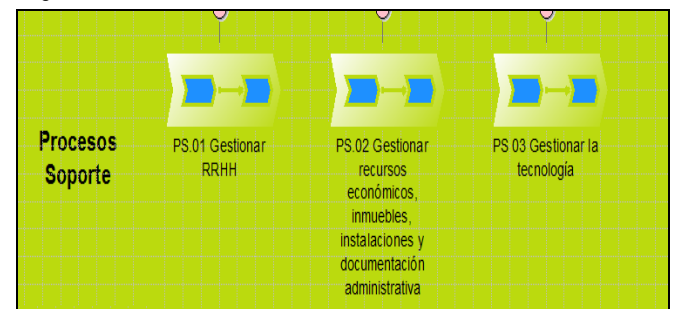 Procesos
Soporte
PS.01 Gestionar
RRHH
PS.02 Gestionar
recursos
económicos,
inmuebles,
instalaciones y
documentación
administrativa
PS 03 Gestionar la
tecnología